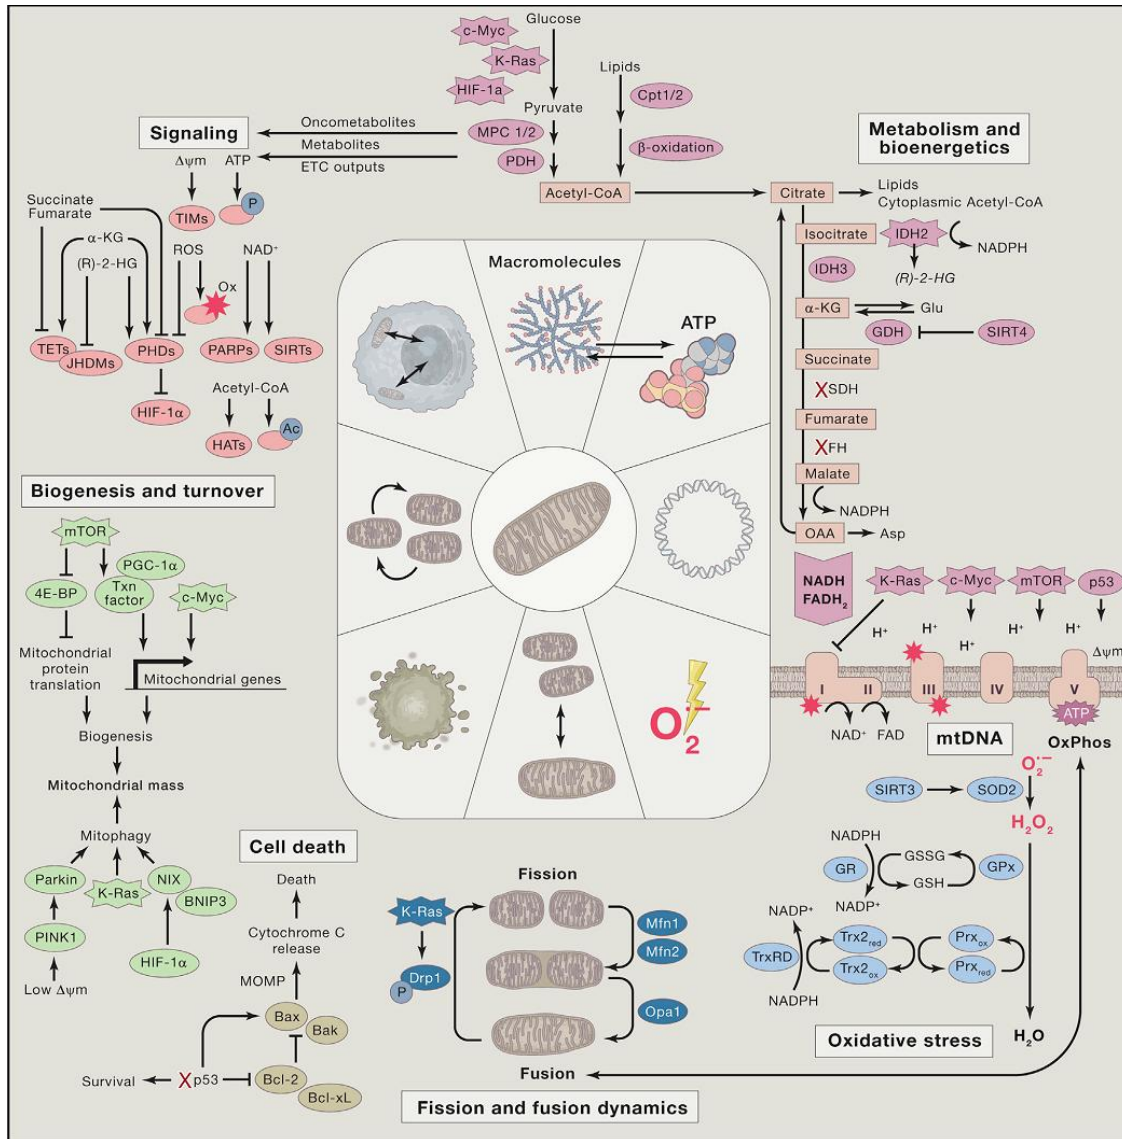 Glucose
c-Myc
K-Ras
HIF-1a
Pyruvate
MPC 1/2
PDH
Lipids
Cpt1/2
β-oxidation
Acetyl-CoA
Signaling
Oncometabolites
Metabolites
ETC outputs
Δψm
ATP
TIMs
P
Succinate
Fumarate
α-KG
(R)-2-HG
ROS
NAD⁺
Ox
TETs
JHDMs
PHDs
PARPs
SIRTs
HIF-1α
Acetyl-CoA
HATs
Ac
Metabolism and
bioenergetics
Citrate
Lipids
Cytoplasmic Acetyl-CoA
Isocitrate
IDH2
NADPH
IDH3
(R)-2-HG
α-KG
Glu
GDH
SIRT4
Succinate
X SDH
Fumarate
X FH
Malate
NADPH
OAA
Asp
Macromolecules
ATP
O₂•⁻
Biogenesis and turnover
mTOR
PGC-1α
4E-BP
Txn
factor
c-Myc
Mitochondrial
protein
translation
Mitochondrial genes
Biogenesis
Mitochondrial mass
Mitophagy
Parkin
K-Ras
NIX
BNIP3
PINK1
HIF-1α
Low Δψm
NADH
FADH₂
K-Ras
c-Myc
mTOR
p53
H⁺
H⁺
H⁺
H⁺
H⁺
Δψm
I
II
III
IV
V
ATP
NAD⁺
FAD
mtDNA
OxPhos
SIRT3
SOD2
O₂•⁻
H₂O₂
NADPH
GR
GSSG
GSH
GPx
NADP⁺
NADP⁺
TrxRD
Trx2red
Trx2ox
Prxox
Prxred
NADPH
H₂O
Oxidative stress
Cell death
Death
Cytochrome C
release
MOMP
Bax
Bak
Survival
X p53
Bcl-2
Bcl-xL
Fission
K-Ras
Drp1
P
Mfn1
Mfn2
Opa1
Fusion
Fission and fusion dynamics